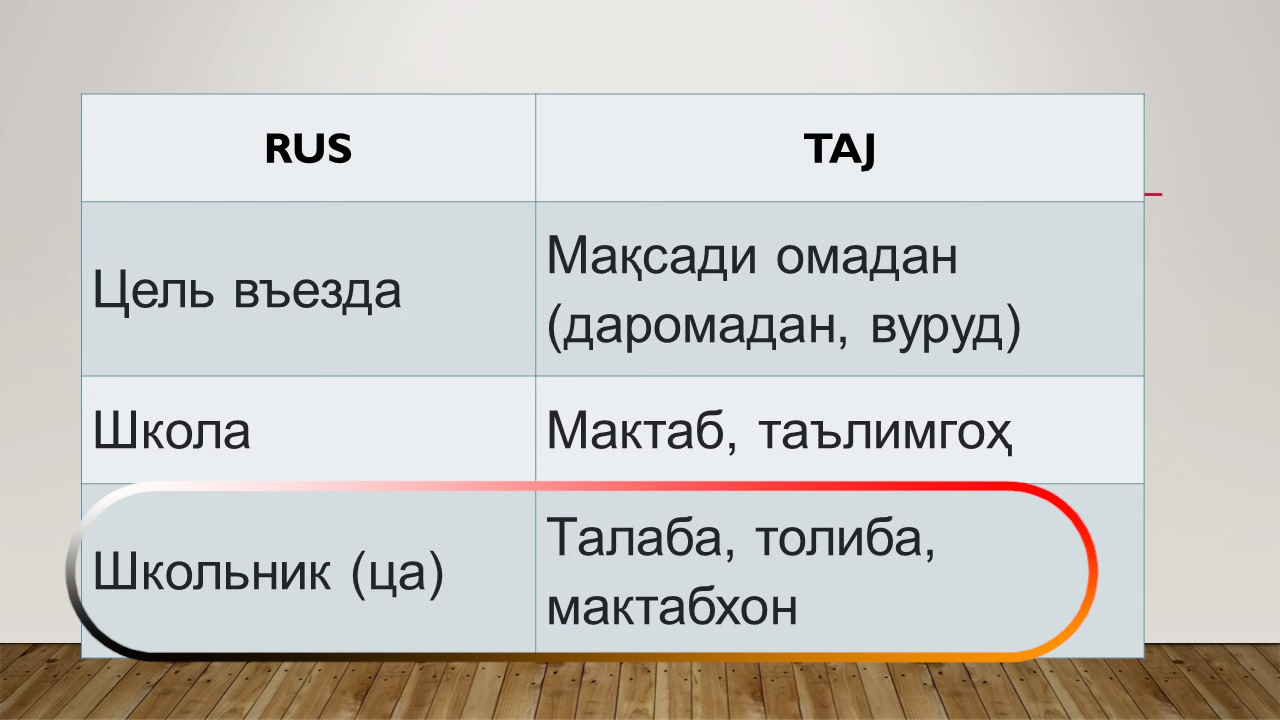 RUS
TAJ
Цель въезда
Мақсади омадан
(даромадан, вуруд)
Школа
Мактаб, таълимгоҳ
Школьник (ца)
Талаба, толиба,
мактабхон